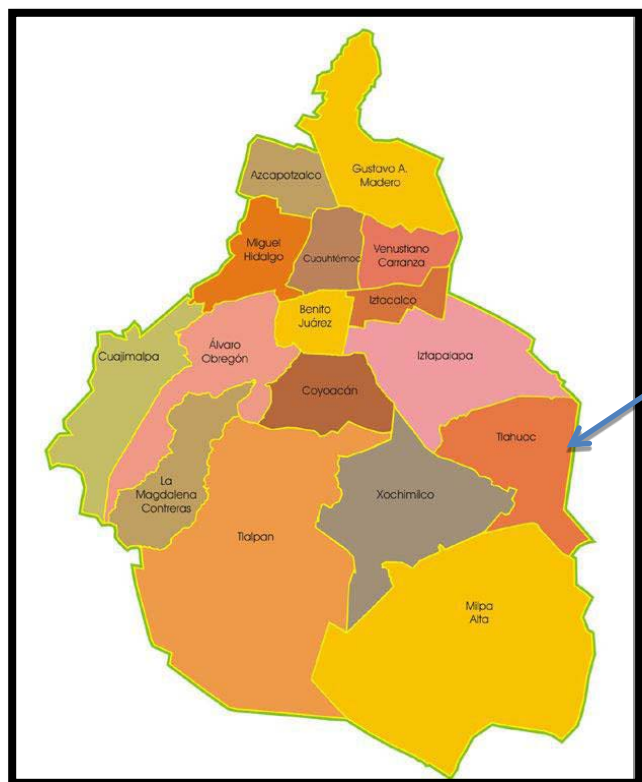 Gustavo A.
Madero
Azcapotzalco
Miguel
Hidalgo
Cuauhtémoc
Venustiano
Carranza
Iztacalco
Benito
Juárez
Cuajimalpa
Álvaro
Obregón
Iztapalapa
Coyoacán
Tlahuac
La
Magdalena
Contreras
Xochimilco
Tlalpan
Milpa
Alta